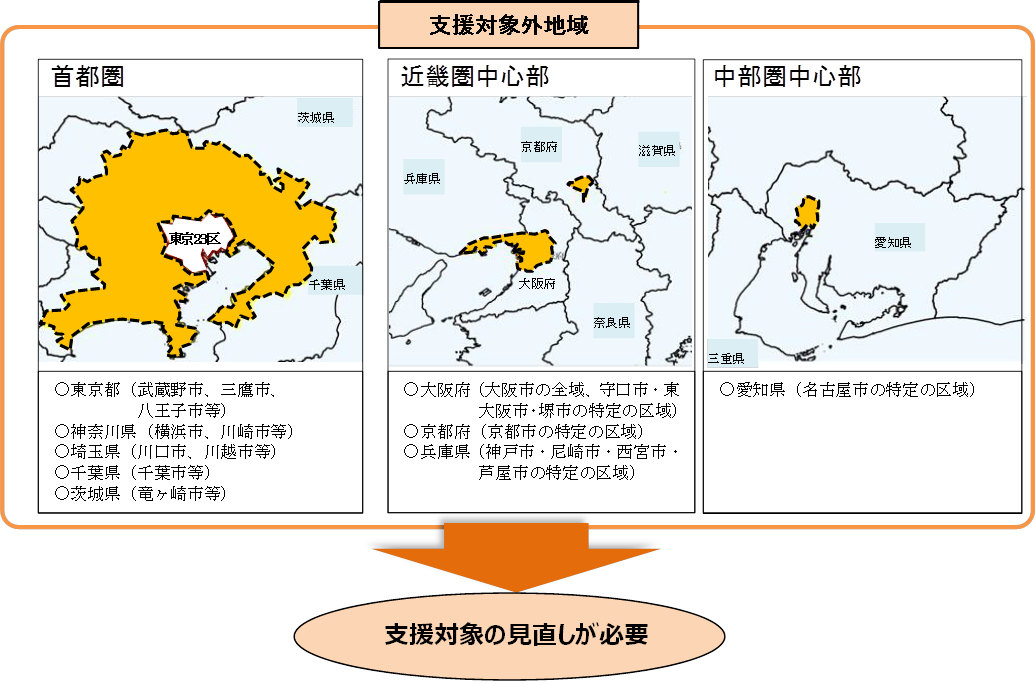 支援対象外地域
首都圏
茨城県
東京23区
千葉県
○東京都（武蔵野市、三鷹市、
八王子市等）
○神奈川県（横浜市、川崎市等）
○埼玉県（川口市、川越市等）
○千葉県（千葉市等）
○茨城県（竜ヶ崎市等）
近畿圏中心部
京都府
滋賀県
兵庫県
大阪府
奈良県
○大阪府（大阪市の全域、守口市・東
大阪市・堺市の特定の区域）
○京都府（京都市の特定の区域）
○兵庫県（神戸市・尼崎市・西宮市・
芦屋市の特定の区域）
中部圏中心部
愛知県
三重県
○愛知県（名古屋市の特定の区域）
支援対象の見直しが必要